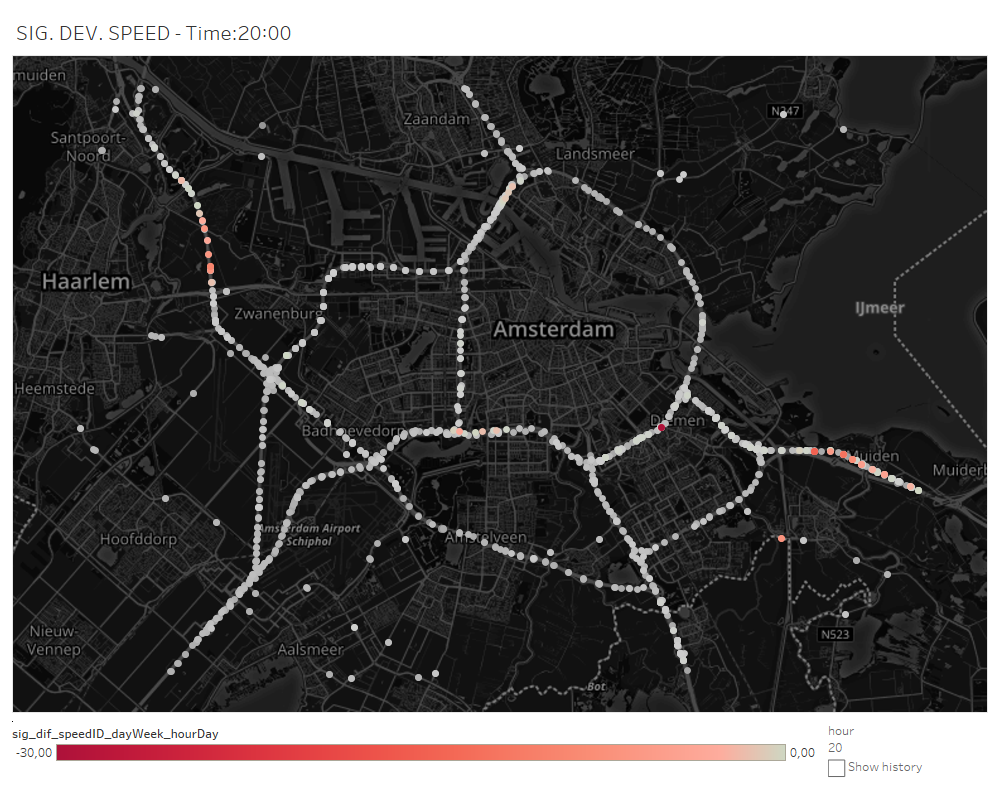 SIG. DEV. SPEED - Time:20:00
muiden
Zaandam
N247
Santpoort-
Noord
Landsmeer
Haarlem
Zwanenburg
Amsterdam
IJmeer
Heemstede
Badhoevedorp
Diemen
Muiden
Muiderb
Hoofddorp
Amsterdam Airport
Schiphol
Amstelveen
Nieuw-
Vennep
Aalsmeer
N523
Bot
sig_dif_speedID_dayWeek_hourDay
-30,00
0,00
hour
20
Show history